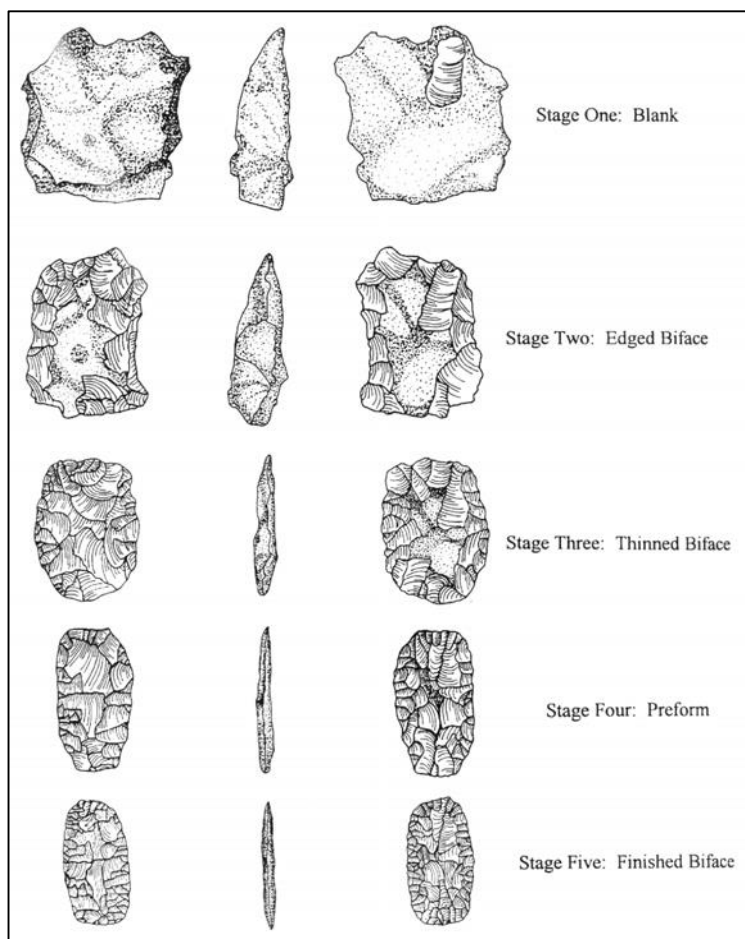 Stage One: Blank
Stage Two: Edged Biface
Stage Three: Thinned Biface
Stage Four: Preform
Stage Five: Finished Biface